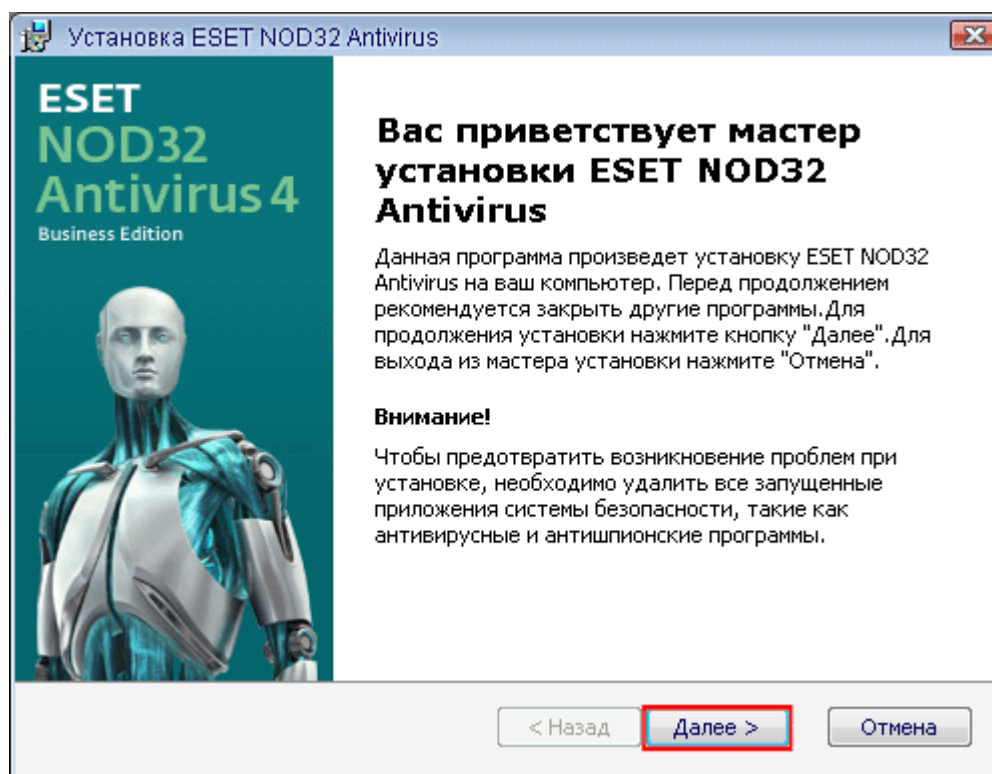 Установка ESET NOD32 Antivirus
ESET
NOD32
Antivirus 4
Business Edition
Вас приветствует мастер
установки ESET NOD32
Antivirus
Данная программа произведет установку ESET NOD32
Antivirus на ваш компьютер. Перед продолжением
рекомендуется закрыть другие программы.Для
продолжения установки нажмите кнопку "Далее".Для
выхода из мастера установки нажмите "Отмена".
Внимание!
Чтобы предотвратить возникновение проблем при
установке, необходимо удалить все запущенные
приложения системы безопасности, такие как
антивирусные и антишпионские программы.
< Назад
Далее >
Отмена